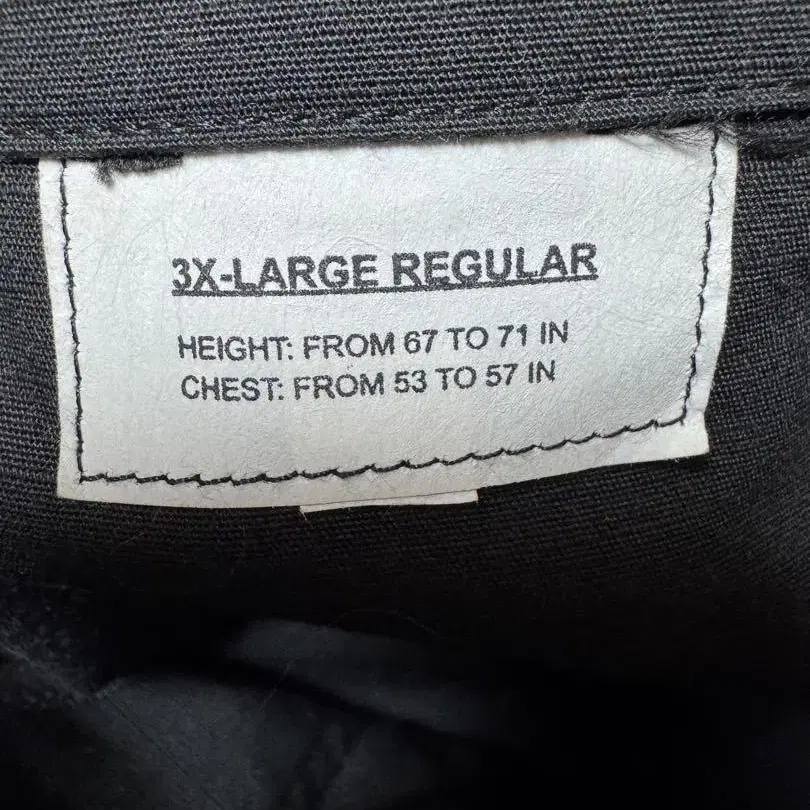 3X-LARGE REGULAR
HEIGHT: FROM 67 TO 71 IN
CHEST: FROM 53 TO 57 IN